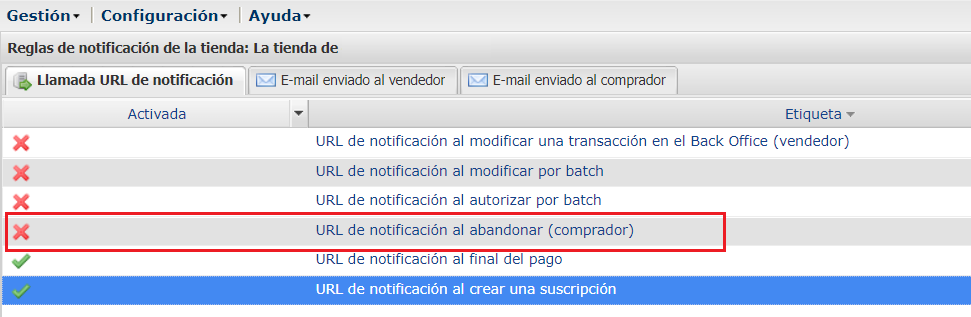 Gestión Configuración Ayuda
Reglas de notificación de la tienda: La tienda de
Llamada URL de notificación E-mail enviado al vendedor E-mail enviado al comprador
Activada Etiqueta
URL de notificación al modificar una transacción en el Back Office (vendedor)
URL de notificación al modificar por batch
URL de notificación al autorizar por batch
URL de notificación al abandonar (comprador)
URL de notificación al final del pago
URL de notificación al crear una suscripción